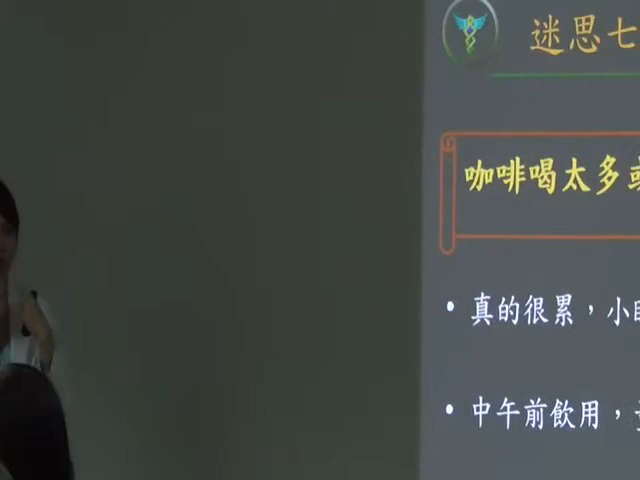 迷思七
咖啡喝太多
• 真的很累，小
• 中午前飲用，